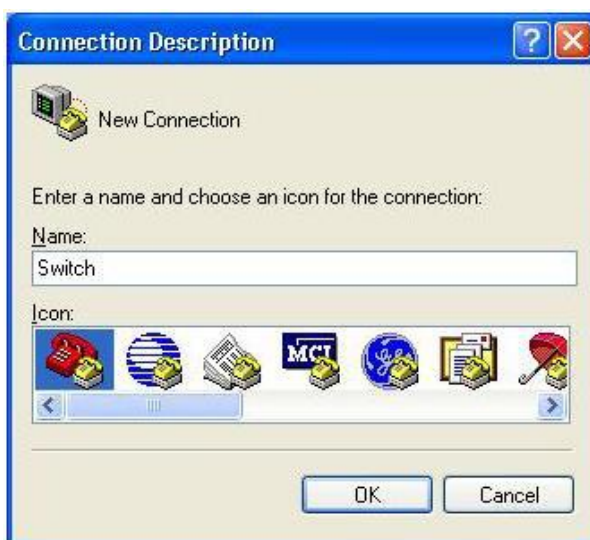 Connection Description
New Connection
Enter a name and choose an icon for the connection:
Name:
Switch
Icon:
MCI
OK Cancel